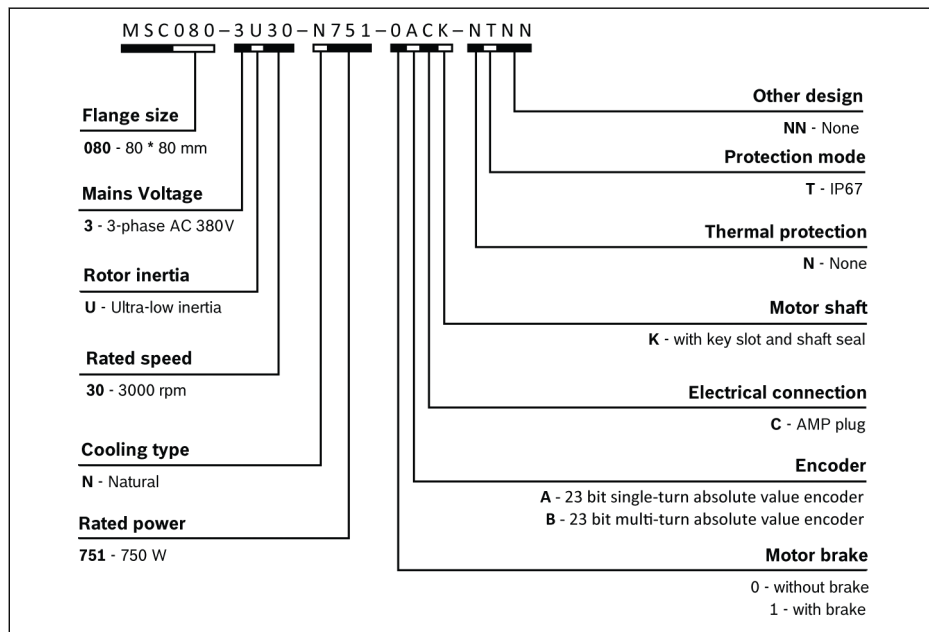 MSC080-3U30-N751-0ACK-NTNN
Flange size
080 - 80 * 80 mm
Mains Voltage
3 - 3-phase AC 380V
Rotor inertia
U - Ultra-low inertia
Rated speed
30 - 3000 rpm
Cooling type
N - Natural
Rated power
751 - 750 W
Other design
NN - None
Protection mode
T - IP67
Thermal protection
N - None
Motor shaft
K - with key slot and shaft seal
Electrical connection
C - AMP plug
Encoder
A - 23 bit single-turn absolute value encoder
B - 23 bit multi-turn absolute value encoder
Motor brake
0 - without brake
1 - with brake